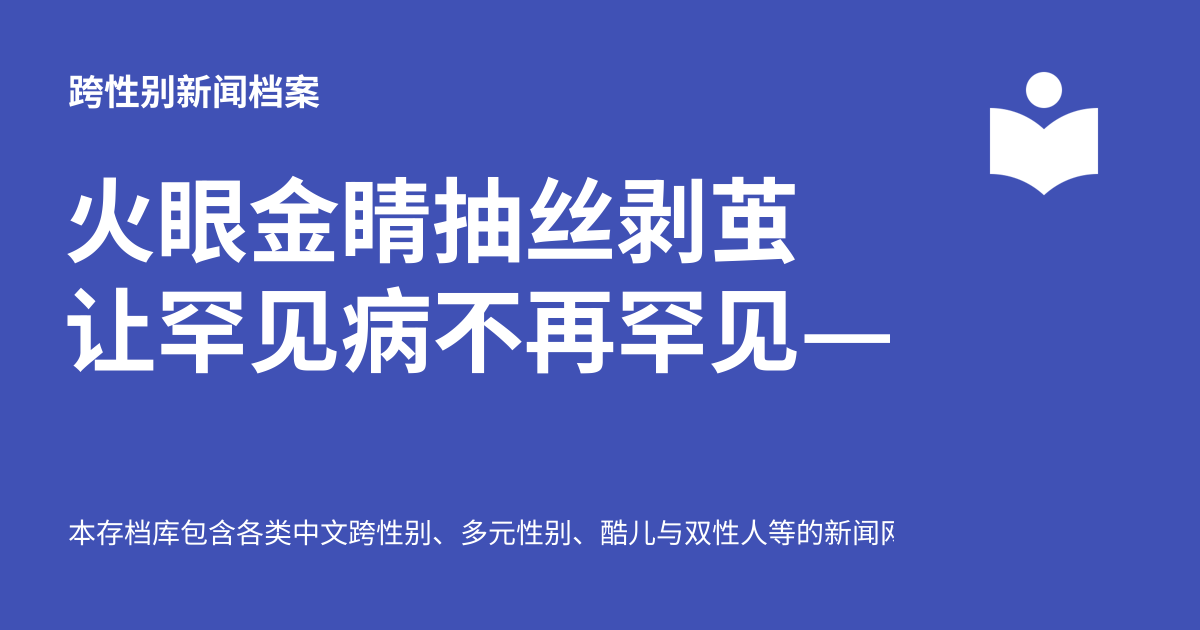 跨性别新闻档案
火眼金睛抽丝剥茧
让罕见病不再罕见—
本存档库包含各类中文跨性别、多元性别、酷儿与双性人等的新闻网